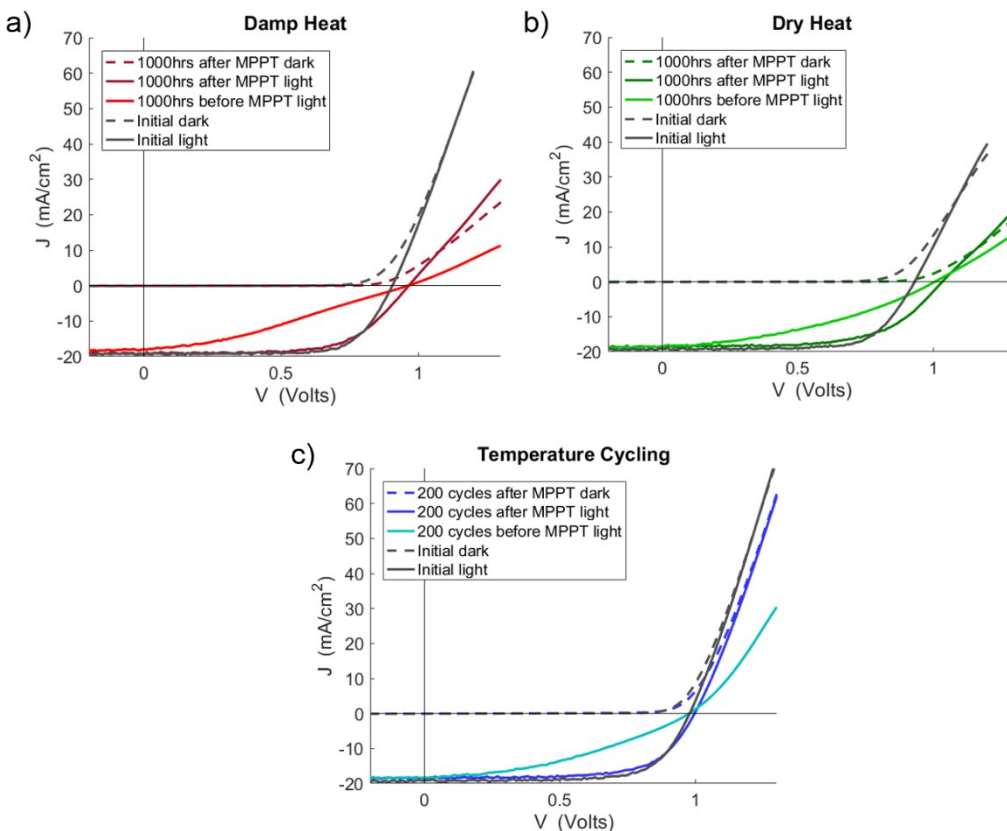 a)
Damp Heat
70
60
50
40
30
20
10
0
-10
-20
J (mA/cm²)
1000hrs after MPPT dark
1000hrs after MPPT light
1000hrs before MPPT light
Initial dark
Initial light
0 0.5 1
V (Volts)
b)
Dry Heat
70
60
50
40
30
20
10
0
-10
-20
J (mA/cm²)
1000hrs after MPPT dark
1000hrs after MPPT light
1000hrs before MPPT light
Initial dark
Initial light
0 0.5 1
V (Volts)
c)
Temperature Cycling
70
60
50
40
30
20
10
0
-10
-20
J (mA/cm²)
200 cycles after MPPT dark
200 cycles after MPPT light
200 cycles before MPPT light
Initial dark
Initial light
0 0.5 1
V (Volts)